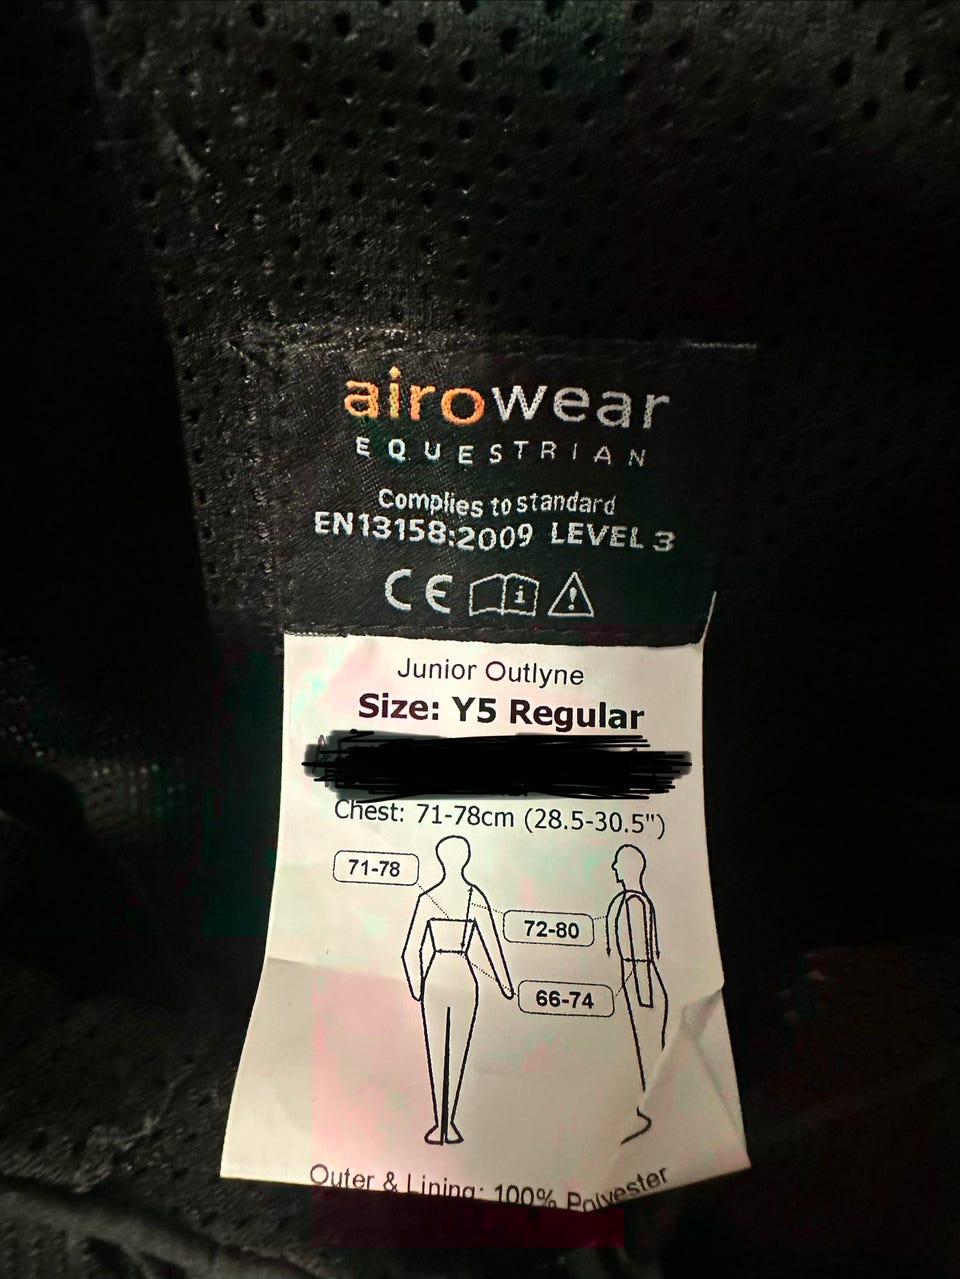 airowear
EQUESTRIAN
Complies to standard
EN13158:2009 LEVEL 3
CE i !
Junior Outlyne
Size: Y5 Regular
Chest: 71-78cm (28.5-30.5")
71-78
72-80
66-74
Outer & Lining: 100% Polyester